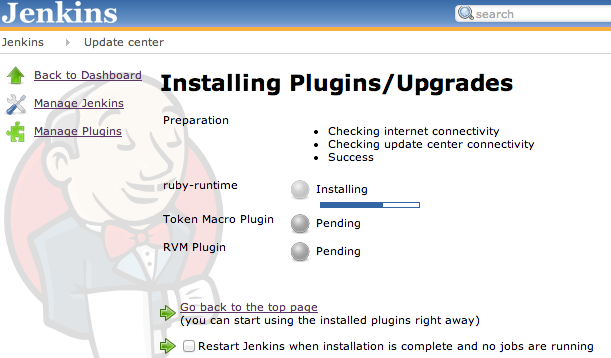 Jenkins
search
Jenkins Update center
Back to Dashboard
Manage Jenkins
Manage Plugins
Installing Plugins/Upgrades
Preparation
Checking internet connectivity
Checking update center connectivity
Success
ruby-runtime Installing
Token Macro Plugin Pending
RVM Plugin Pending
Go back to the top page
(you can start using the installed plugins right away)
Restart Jenkins when installation is complete and no jobs are running